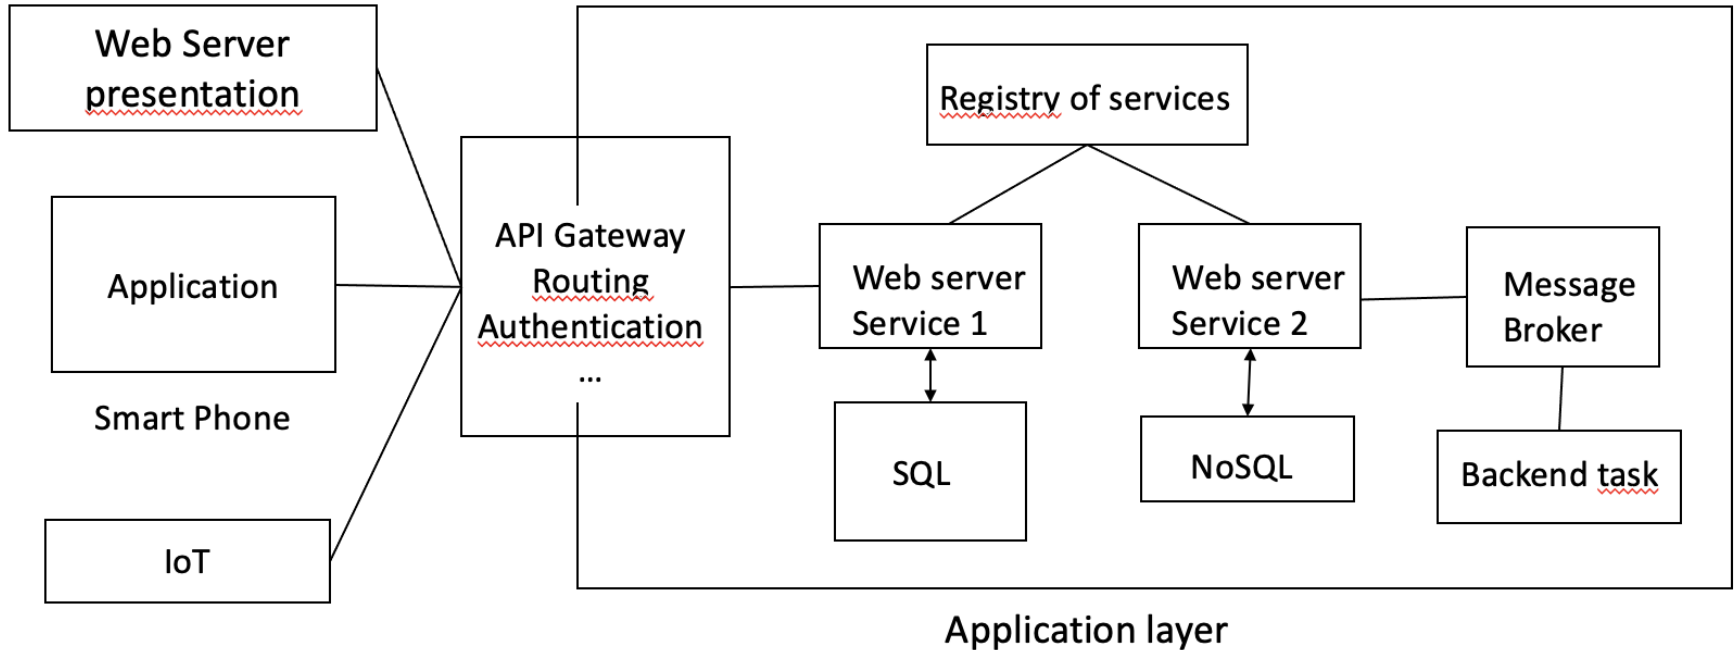 Web Server
presentation
Application
Smart Phone
IoT
API Gateway
Routing
Authentication
...
Registry of services
Web server
Service 1
Web server
Service 2
Message
Broker
SQL
NoSQL
Backend task
Application layer